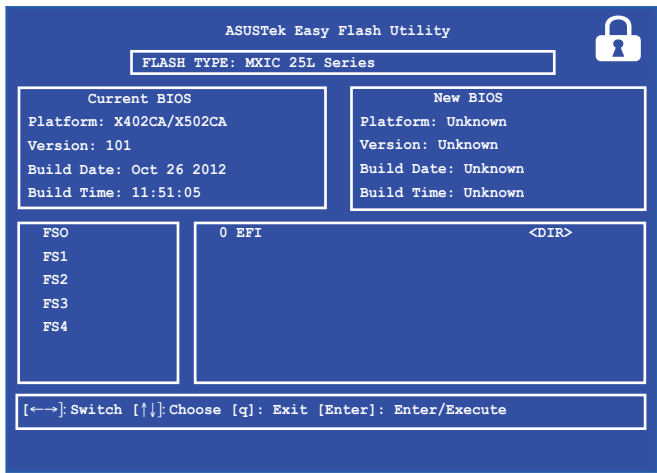 ASUSTek Easy Flash Utility
FLASH TYPE: MXIC 25L Series
Current BIOS
Platform: X402CA/X502CA
Version: 101
Build Date: Oct 26 2012
Build Time: 11:51:05
New BIOS
Platform: Unknown
Version: Unknown
Build Date: Unknown
Build Time: Unknown
FSO
FS1
FS2
FS3
FS4
0 EFI <DIR>
[←→]: Switch [↑↓]: Choose [q]: Exit [Enter]: Enter/Execute